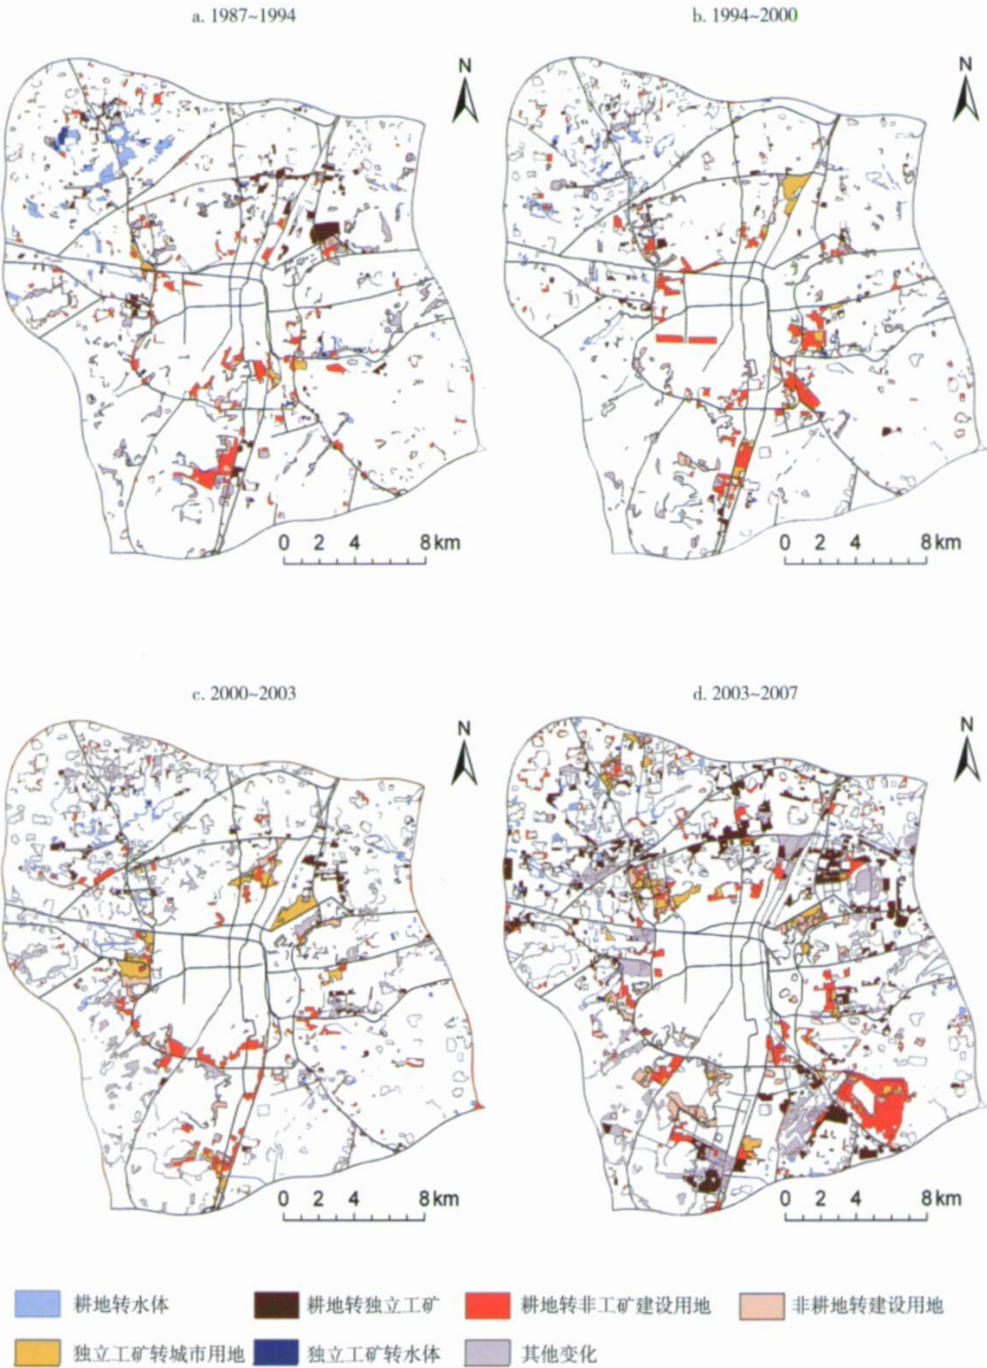 a. 1987~1994
b. 1994~2000
N
N
0 2 4 8 km
0 2 4 8 km
c. 2000~2003
d. 2003~2007
N
N
0 2 4 8 km
0 2 4 8 km
耕地转水体 耕地转独立工矿 耕地转非工矿建设用地 非耕地转建设用地
独立工矿转城市用地 独立工矿转水体 其他变化